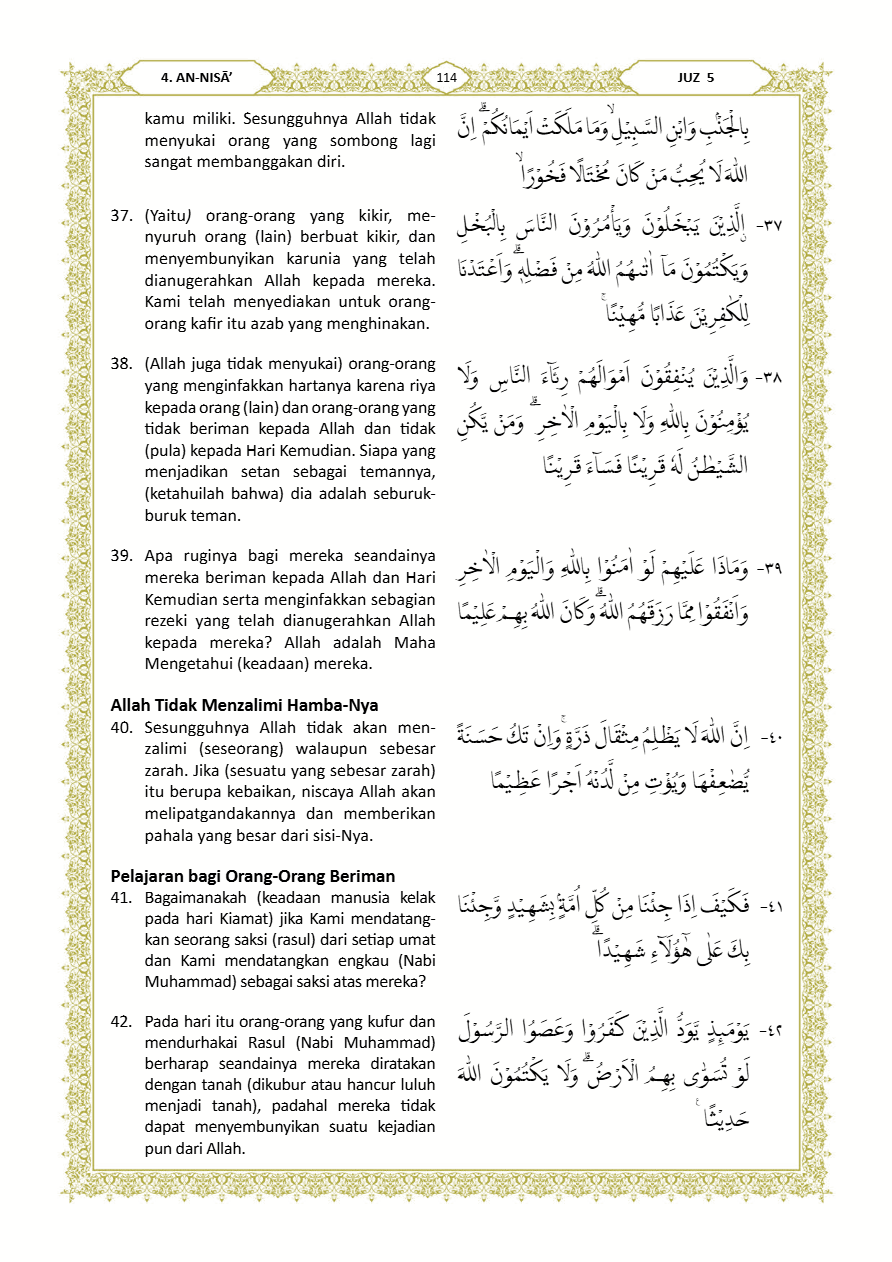 4. AN-NISĀ’
114
JUZ 5
kamu miliki. Sesungguhnya Allah tidak
menyukai orang yang sombong lagi
sangat membanggakan diri.
بِالْجَنْۢبِ وَابْنِ السَّبِيْلِۙ وَمَا مَلَكَتْ اَيْمَانُكُمْ ۗ اِنَّ
اللّٰهَ لَا يُحِبُّ مَنْ كَانَ مُخْتَالًا فَخُوْرًاۙ
37. (Yaitu) orang-orang yang kikir, me-
nyuruh orang (lain) berbuat kikir, dan
menyembunyikan karunia yang telah
dianugerahkan Allah kepada mereka.
Kami telah menyediakan untuk orang-
orang kafir itu azab yang menghinakan.
٣٧- ۨالَّذِيْنَ يَبْخَلُوْنَ وَيَأْمُرُوْنَ النَّاسَ بِالْبُخْلِ
وَيَكْتُمُوْنَ مَآ اٰتٰىهُمُ اللّٰهُ مِنْ فَضْلِهٖۗ وَاَعْتَدْنَا
لِلْكٰفِرِيْنَ عَذَابًا مُّهِيْنًاۚ
38. (Allah juga tidak menyukai) orang-orang
yang menginfakkan hartanya karena riya
kepada orang (lain) dan orang-orang yang
tidak beriman kepada Allah dan tidak
(pula) kepada Hari Kemudian. Siapa yang
menjadikan setan sebagai temannya,
(ketahuilah bahwa) dia adalah seburuk-
buruk teman.
٣٨- وَالَّذِيْنَ يُنْفِقُوْنَ اَمْوَالَهُمْ رِئَاۤءَ النَّاسِ وَلَا
يُؤْمِنُوْنَ بِاللّٰهِ وَلَا بِالْيَوْمِ الْاٰخِرِ ۗ وَمَنْ يَّكُنِ
الشَّيْطٰنُ لَهٗ قَرِيْنًا فَسَاۤءَ قَرِيْنًا
39. Apa ruginya bagi mereka seandainya
mereka beriman kepada Allah dan Hari
Kemudian serta menginfakkan sebagian
rezeki yang telah dianugerahkan Allah
kepada mereka? Allah adalah Maha
Mengetahui (keadaan) mereka.
٣٩- وَمَاذَا عَلَيْهِمْ لَوْ اٰمَنُوْا بِاللّٰهِ وَالْيَوْمِ الْاٰخِرِ
وَاَنْفَقُوْا مِمَّا رَزَقَهُمُ اللّٰهُ ۗوَكَانَ اللّٰهُ بِهِمْ عَلِيْمًا
Allah Tidak Menzalimi Hamba-Nya
40. Sesungguhnya Allah tidak akan men-
zalimi (seseorang) walaupun sebesar
zarah. Jika (sesuatu yang sebesar zarah)
itu berupa kebaikan, niscaya Allah akan
melipatgandakannya dan memberikan
pahala yang besar dari sisi-Nya.
٤٠- اِنَّ اللّٰهَ لَا يَظْلِمُ مِثْقَالَ ذَرَّةٍ ۚوَاِنْ تَكُ حَسَنَةً
يُّضٰعِفْهَا وَيُؤْتِ مِنْ لَّدُنْهُ اَجْرًا عَظِيْمًا
Pelajaran bagi Orang-Orang Beriman
41. Bagaimanakah (keadaan manusia kelak
pada hari Kiamat) jika Kami mendatang-
kan seorang saksi (rasul) dari setiap umat
dan Kami mendatangkan engkau (Nabi
Muhammad) sebagai saksi atas mereka?
٤١- فَكَيْفَ اِذَا جِئْنَا مِنْ كُلِّ اُمَّةٍۢ بِشَهِيْدٍ وَّجِئْنَا
بِكَ عَلٰى هٰٓؤُلَاۤءِ شَهِيْدًاۗ
42. Pada hari itu orang-orang yang kufur dan
mendurhakai Rasul (Nabi Muhammad)
berharap seandainya mereka diratakan
dengan tanah (dikubur atau hancur luluh
menjadi tanah), padahal mereka tidak
dapat menyembunyikan suatu kejadian
pun dari Allah.
٤٢- يَوْمَىِٕذٍ يَّوَدُّ الَّذِيْنَ كَفَرُوْا وَعَصَوُا الرَّسُوْلَ
لَوْ تُسَوّٰى بِهِمُ الْاَرْضُۗ وَلَا يَكْتُمُوْنَ اللّٰهَ
حَدِيْثًا ࣖ